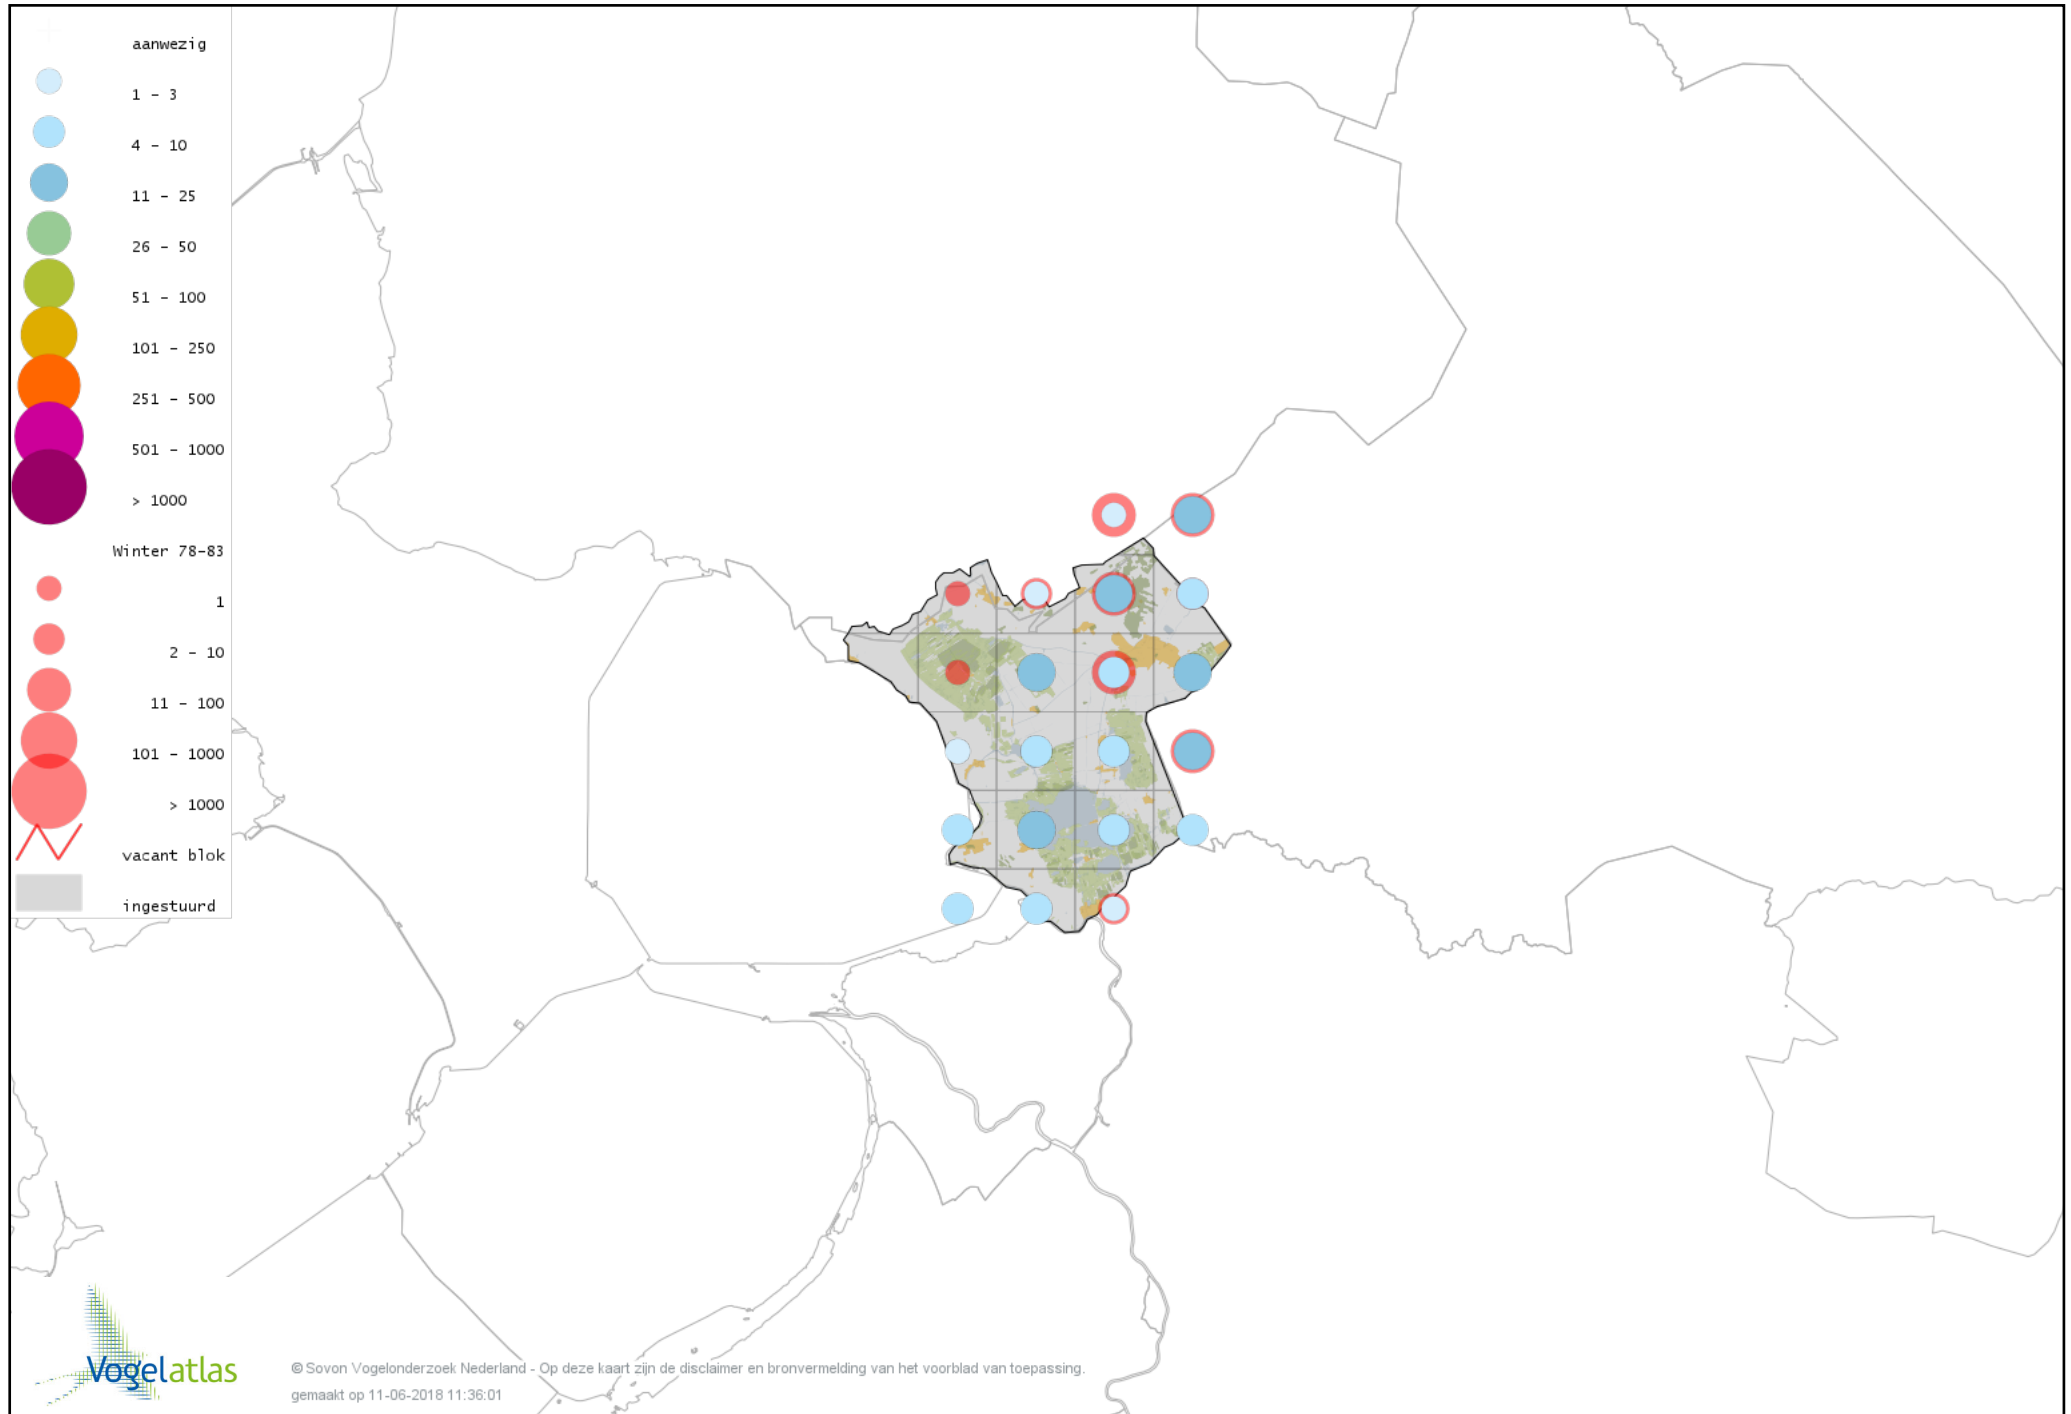 aanwezig
1 - 3
4 - 10
11 - 25
26 - 50
51 - 100
101 - 250
251 - 500
501 - 1000
> 1000
Winter 78-83
1
2 - 10
11 - 100
101 - 1000
> 1000
vacant blok
ingestuurd
Vogelatlas
© Sovon Vogelonderzoek Nederland - Op deze kaart zijn de disclaimer en bronvermelding van het voorblad van toepassing.
gemaakt op 11-06-2018 11:36:01